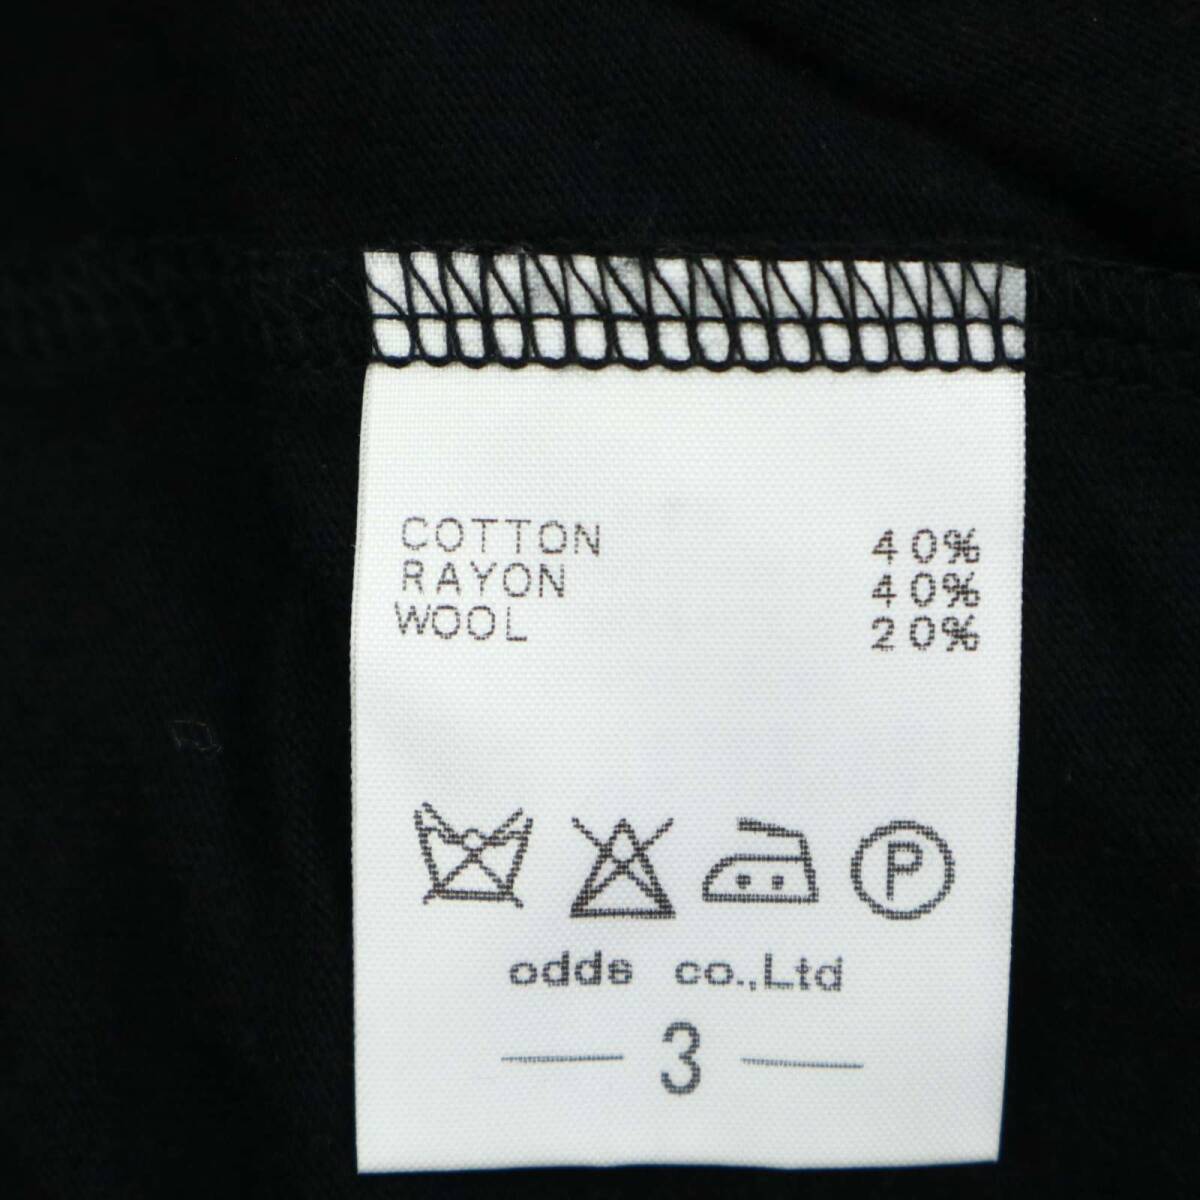 COTTON 40%
RAYON 40%
WOOL 20%
P
odds co.,Ltd
— 3 —